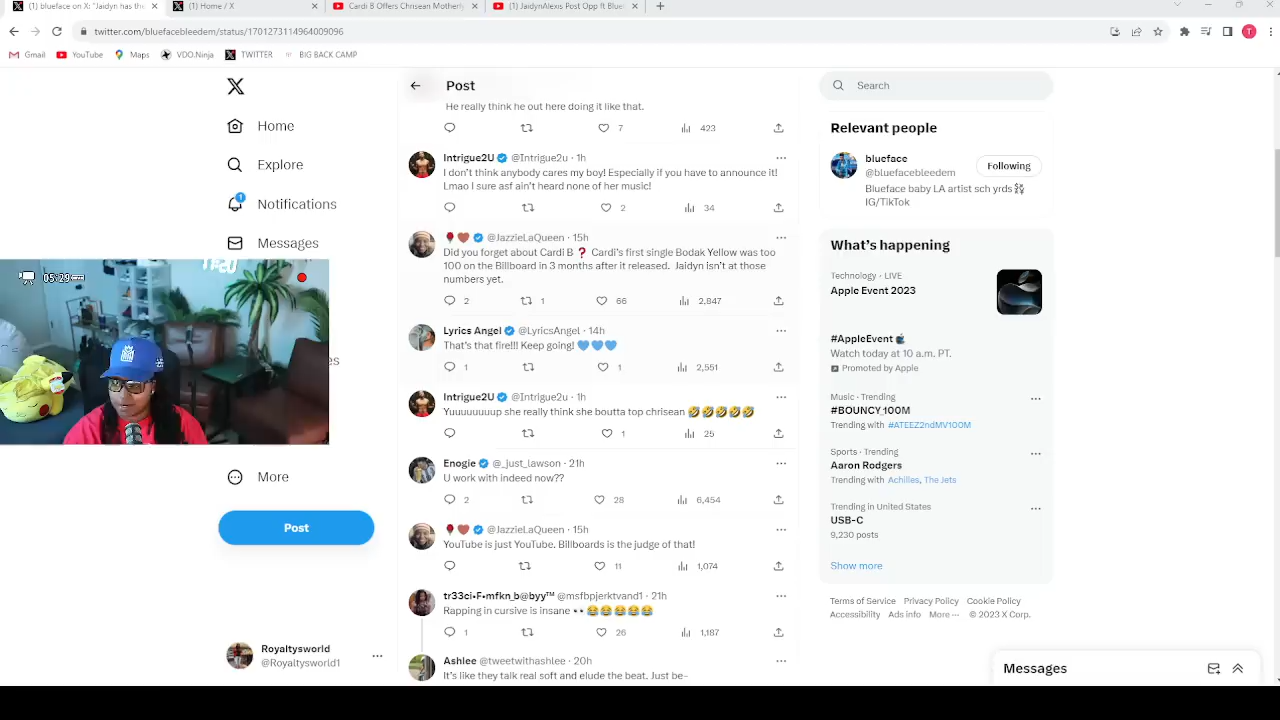 (1) blueface on X: "Jaidyn has the
(1) Home / X
Cardi B Offers Chrisean Motherly
(1) JaidynAlexis Post Opp ft Bluef
twitter.com/bluefacebleedem/status/1701273114964009096
T
Gmail
YouTube
Maps
VDO.Ninja
TWITTER
BIG BACK CAMP
Home
Explore
1
Notifications
Messages
05:29
More
Post
Royaltysworld
@Royaltysworld1
Post
He really think he out here doing it like that.
7 423
Intrigue2U @Intrigue2u · 1h
I don't think anybody cares my boy! Especially if you have to announce it!
Lmao I sure asf ain't heard none of her music!
2 34
🌹🤎 @JazzieLaQueen · 15h
Did you forget about Cardi B ❓ Cardi's first single Bodak Yellow was too
100 on the Billboard in 3 months after it released. Jaidyn isn't at those
numbers yet.
2 1 66 2,847
Lyrics Angel @LyricsAngel · 14h
That's that fire!!! Keep going! 💙💙💙
1 1 2,551
Intrigue2U @Intrigue2u · 1h
Yuuuuuuuup she really think she boutta top chrisean 🤣🤣🤣🤣🤣
1 25
Enogie @_just_lawson · 21h
U work with indeed now??
2 28 6,454
🌹🤎 @JazzieLaQueen · 15h
YouTube is just YouTube. Billboards is the judge of that!
11 1,074
tr33ci•F•mfkn_b@byy™ @msfbpjerktvand1 · 21h
Rapping in cursive is insane 👀😂😂😂😂😂
1 26 1,187
Ashlee @tweetwithashlee · 20h
It's like they talk real soft and elude the beat. Just be-
Search
Relevant people
blueface
@bluefacebleedem
Following
Blueface baby LA artist sch yrds ⛓
IG/TikTok
What's happening
Technology · LIVE
Apple Event 2023
#AppleEvent
Watch today at 10 a.m. PT.
Promoted by Apple
Music · Trending
#BOUNCY100M
Trending with #ATEEZ2ndMV100M
Sports · Trending
Aaron Rodgers
Trending with Achilles, The Jets
Trending in United States
USB-C
9,230 posts
Show more
Terms of Service Privacy Policy Cookie Policy
Accessibility Ads info More ··· © 2023 X Corp.
Messages